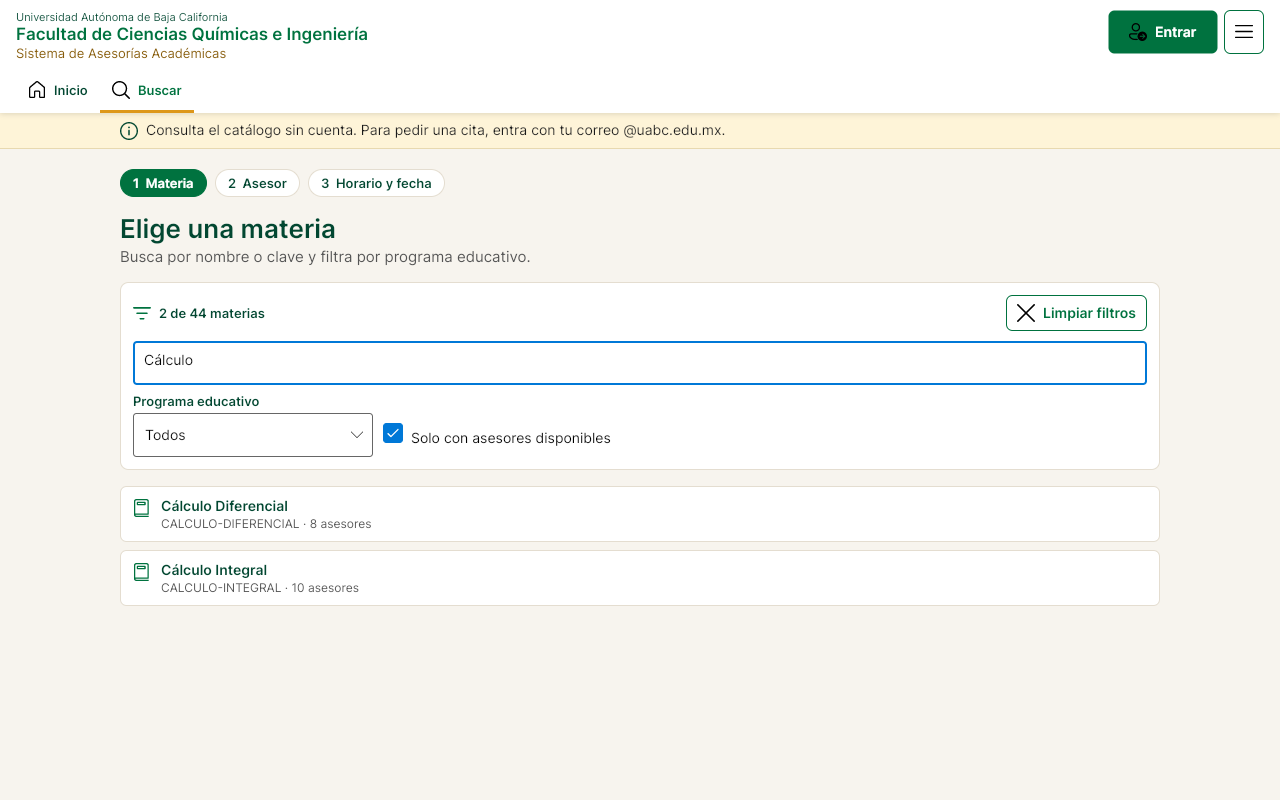 Universidad Autónoma de Baja California
Facultad de Ciencias Químicas e Ingeniería
Sistema de Asesorías Académicas
Entrar
Inicio
Buscar
Consulta el catálogo sin cuenta. Para pedir una cita, entra con tu correo @uabc.edu.mx.
1 Materia
2 Asesor
3 Horario y fecha
Elige una materia
Busca por nombre o clave y filtra por programa educativo.
2 de 44 materias
Limpiar filtros
Cálculo
Programa educativo
Todos
Solo con asesores disponibles
Cálculo Diferencial
CALCULO-DIFERENCIAL · 8 asesores
Cálculo Integral
CALCULO-INTEGRAL · 10 asesores